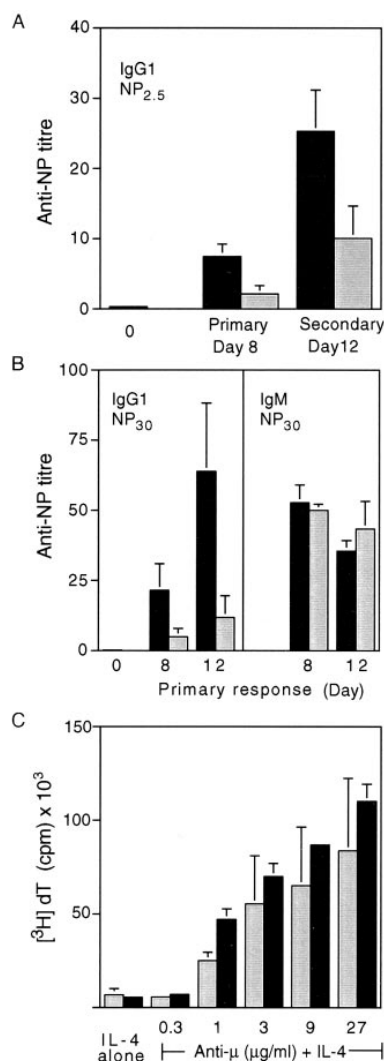 A
IgG1
NP2.5
Anti-NP titre
40
30
20
10
0
0
Primary
Day 8
Secondary
Day12
B
IgG1
NP30
IgM
NP30
Anti-NP titre
100
75
50
25
0
0 8 12 8 12
Primary response (Day)
C
[3H] dT (cpm) x 103
150
100
50
IL-4
alone
0.3 1 3 9 27
Anti-μ (μg/ml) + IL-4